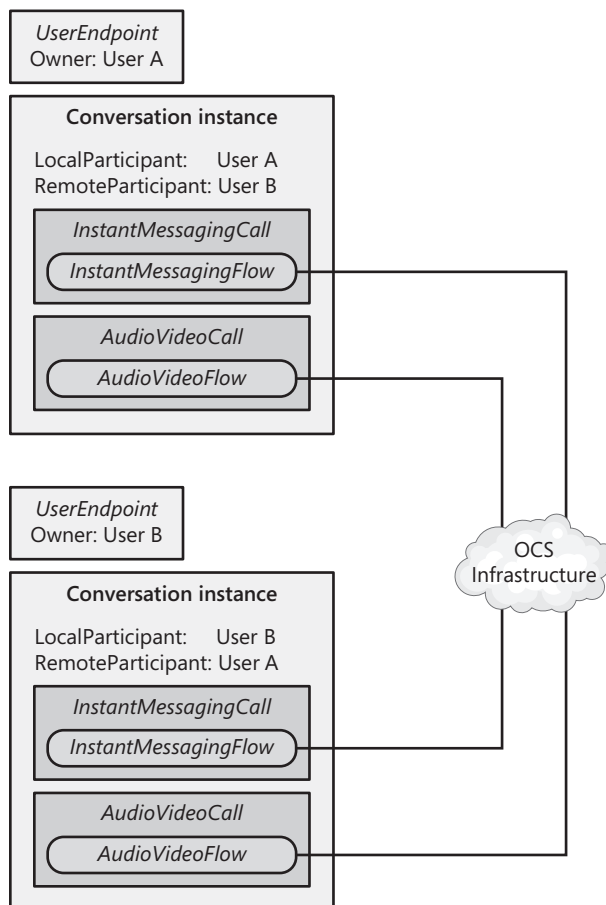 UserEndpoint
Owner: User A
Conversation instance
LocalParticipant: User A
RemoteParticipant: User B
InstantMessagingCall
InstantMessagingFlow
AudioVideoCall
AudioVideoFlow
UserEndpoint
Owner: User B
OCS
Infrastructure
Conversation instance
LocalParticipant: User B
RemoteParticipant: User A
InstantMessagingCall
InstantMessagingFlow
AudioVideoCall
AudioVideoFlow